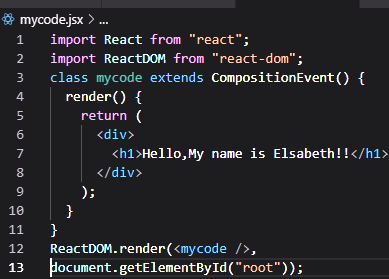 mycode.jsx > ...
1 import React from "react";
2 import ReactDOM from "react-dom";
3 class mycode extends CompositionEvent() {
4 render() {
5 return (
6 <div>
7 <h1>Hello,My name is Elsabeth!!</h1>
8 </div>
9 );
10 }
11 }
12 ReactDOM.render(<mycode />,
13 document.getElementById("root"));